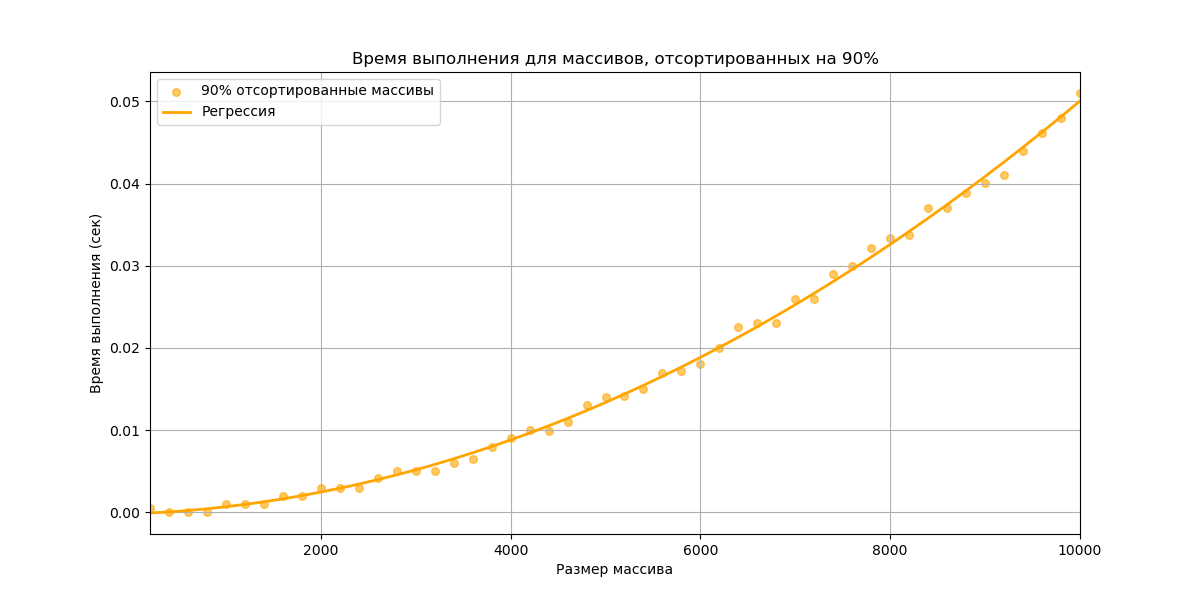 Время выполнения для массивов, отсортированных на 90%
90% отсортированные массивы
Регрессия
Время выполнения (сек)
0.05
0.04
0.03
0.02
0.01
0.00
2000 4000 6000 8000 10000
Размер массива